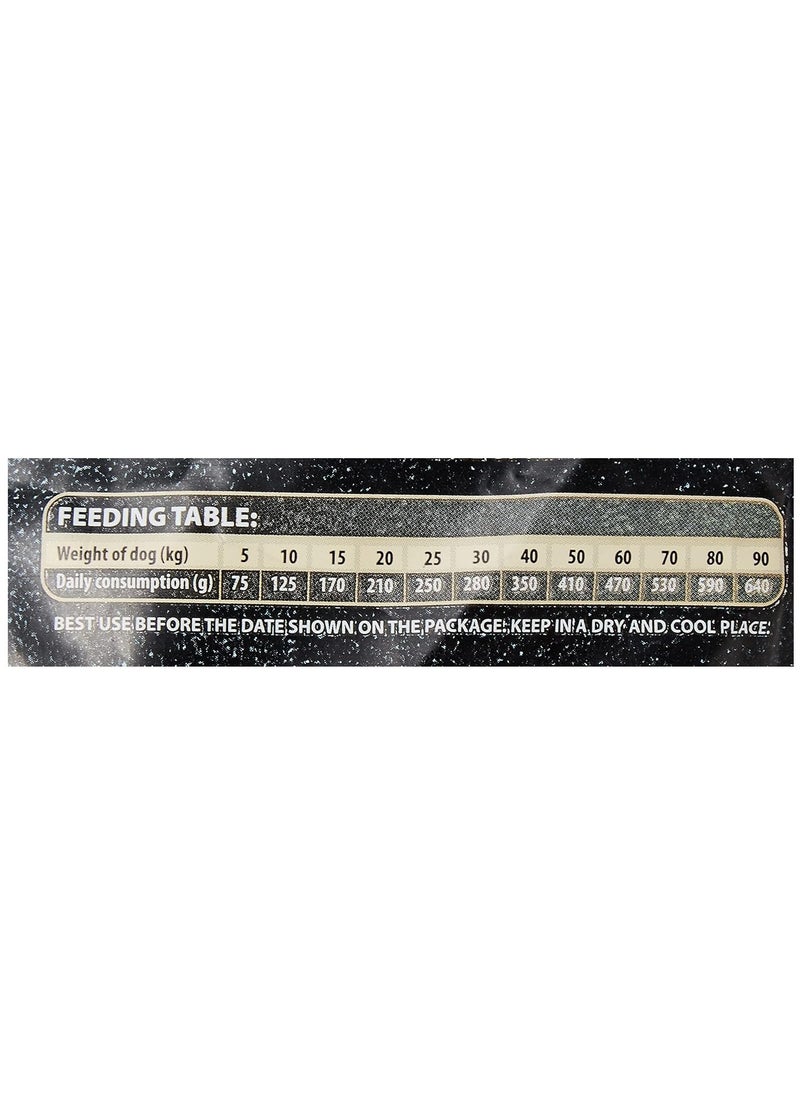 FEEDING TABLE:
Weight of dog (kg) 5 10 15 20 25 30 40 50 60 70 80 90
Daily consumption (g) 75 125 170 210 250 280 350 410 470 530 590 640
BEST USE BEFORE THE DATE SHOWN ON THE PACKAGE. KEEP IN A DRY AND COOL PLACE.